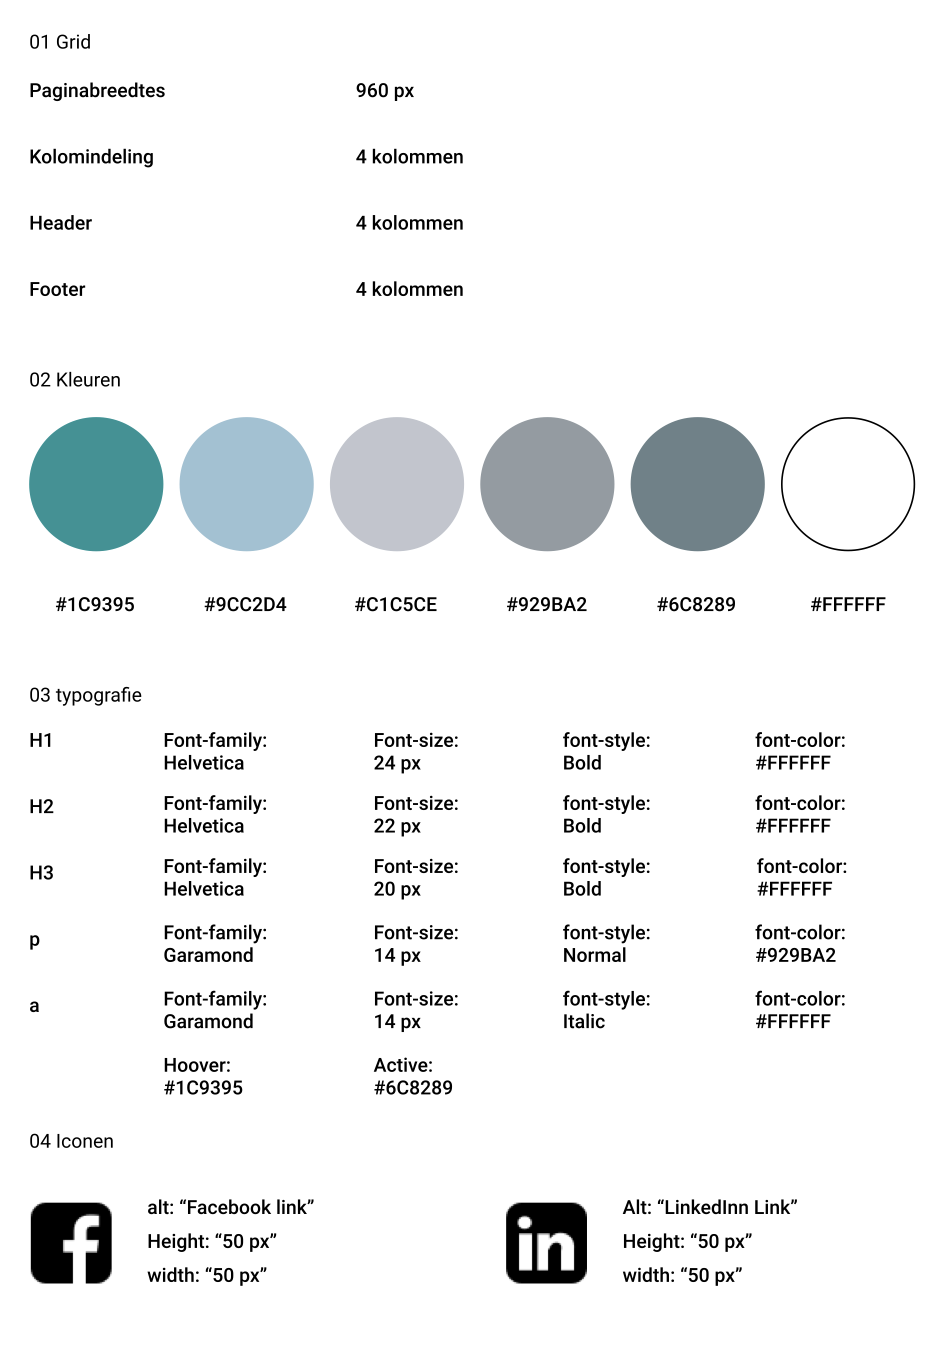 01 Grid
Paginabreedtes 960 px
Kolomindeling 4 kolommen
Header 4 kolommen
Footer 4 kolommen
02 Kleuren
#1C9395 #9CC2D4 #C1C5CE #929BA2 #6C8289 #FFFFFF
03 typografie
H1 Font-family: Font-size: font-style: font-color:
Helvetica 24 px Bold #FFFFFF
H2 Font-family: Font-size: font-style: font-color:
Helvetica 22 px Bold #FFFFFF
H3 Font-family: Font-size: font-style: font-color:
Helvetica 20 px Bold #FFFFFF
p Font-family: Font-size: font-style: font-color:
Garamond 14 px Normal #929BA2
a Font-family: Font-size: font-style: font-color:
Garamond 14 px Italic #FFFFFF
Hoover: Active:
#1C9395 #6C8289
04 Iconen
f
alt: “Facebook link”
Height: “50 px”
width: “50 px”
in
Alt: “LinkedInn Link”
Height: “50 px”
width: “50 px”